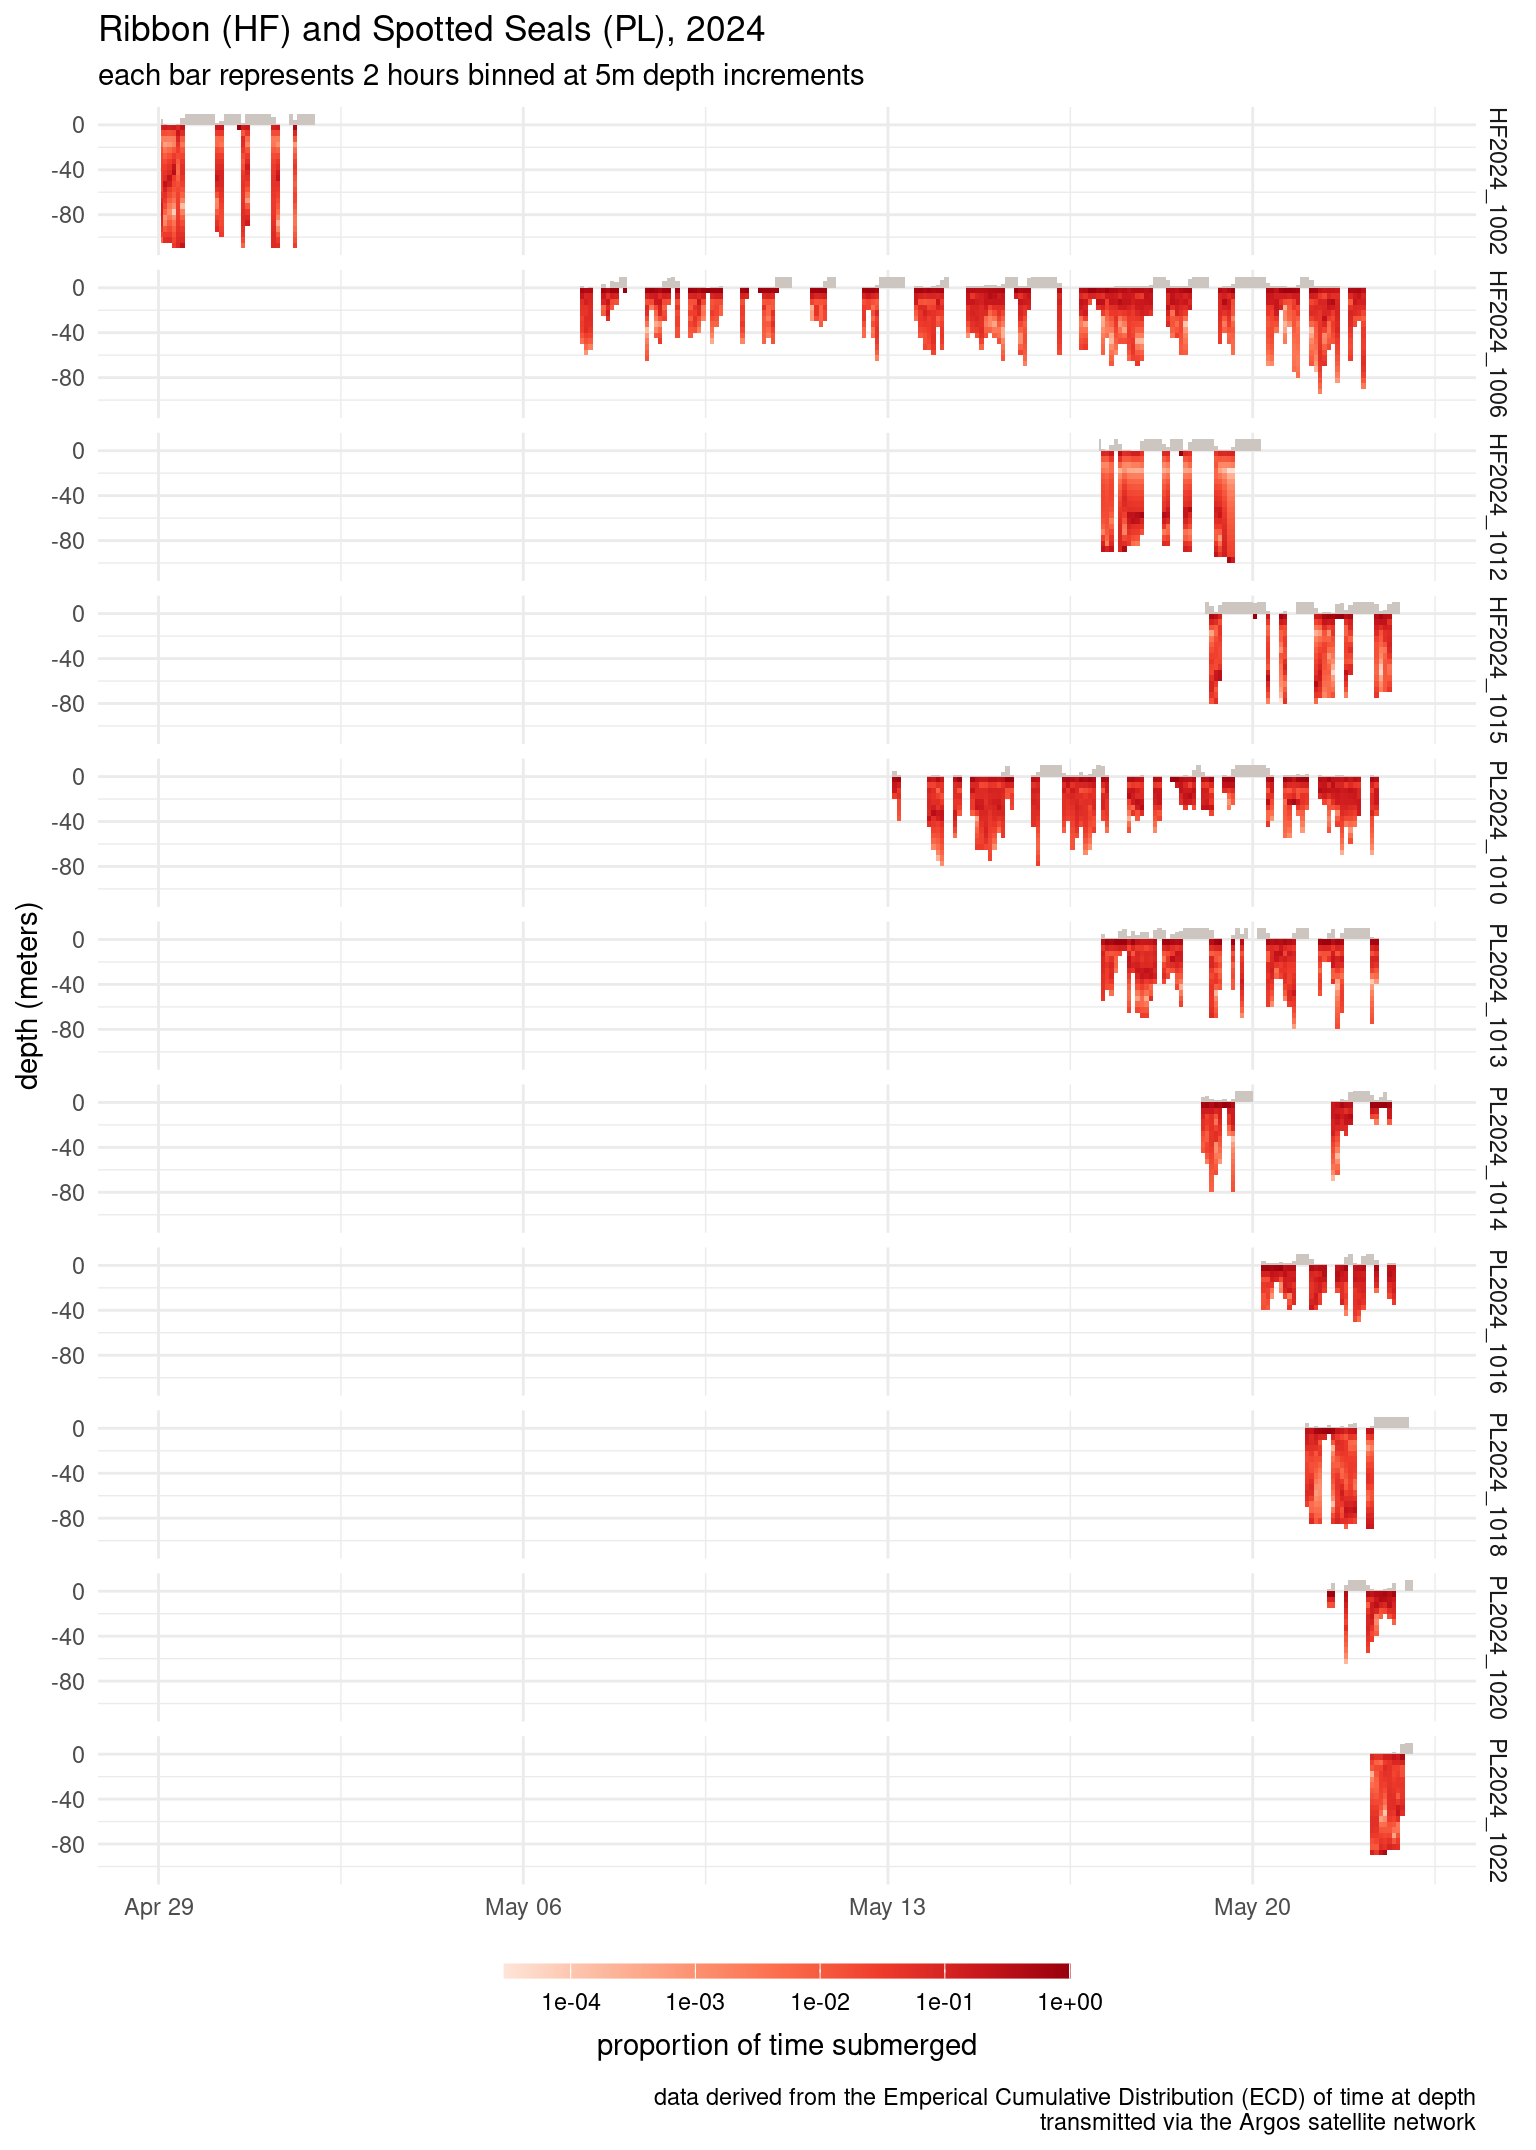 Ribbon (HF) and Spotted Seals (PL), 2024
each bar represents 2 hours binned at 5m depth increments
0
-40
-80
HF2024_1002
0
-40
-80
HF2024_1006
0
-40
-80
HF2024_1012
0
-40
-80
HF2024_1015
0
-40
-80
PL2024_1010
depth (meters)
0
-40
-80
PL2024_1013
0
-40
-80
PL2024_1014
0
-40
-80
PL2024_1016
0
-40
-80
PL2024_1018
0
-40
-80
PL2024_1020
0
-40
-80
PL2024_1022
Apr 29 May 06 May 13 May 20
1e-04 1e-03 1e-02 1e-01 1e+00
proportion of time submerged
data derived from the Emperical Cumulative Distribution (ECD) of time at depth
transmitted via the Argos satellite network